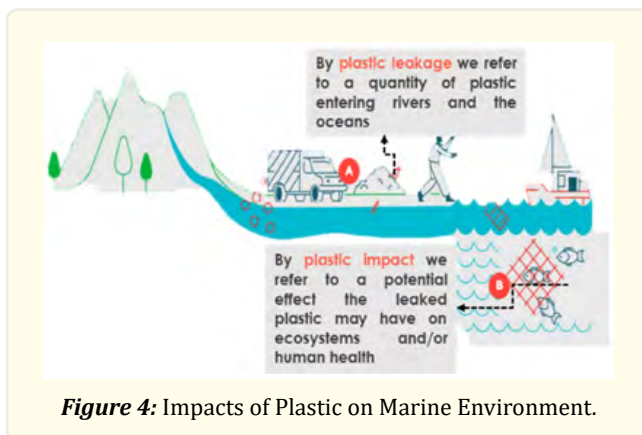 By plastic leakage we refer
to a quantity of plastic
entering rivers and the
oceans
A
By plastic impact we
refer to a potential
effect the leaked
plastic may have on
ecosystems and/or
human health
B
Figure 4: Impacts of Plastic on Marine Environment.